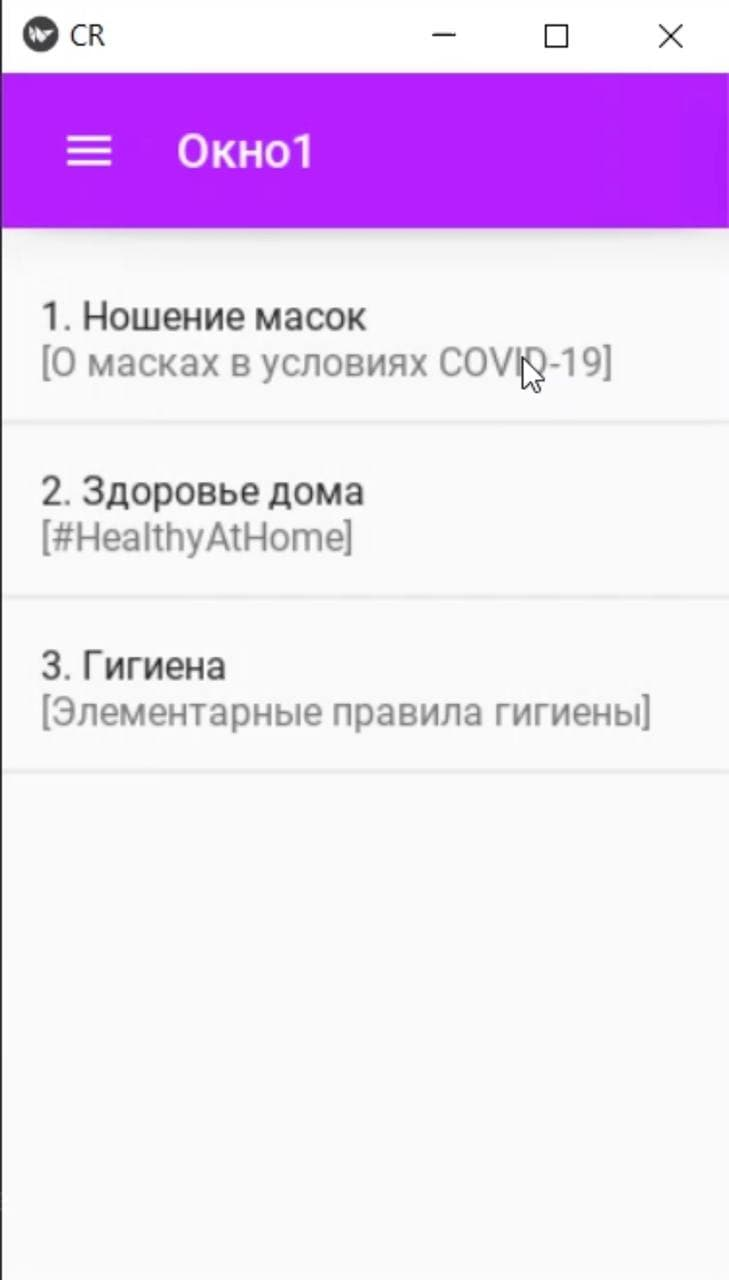 CR
Окно1
1. Ношение масок
[О масках в условиях COVID-19]
2. Здоровье дома
[#HealthyAtHome]
3. Гигиена
[Элементарные правила гигиены]